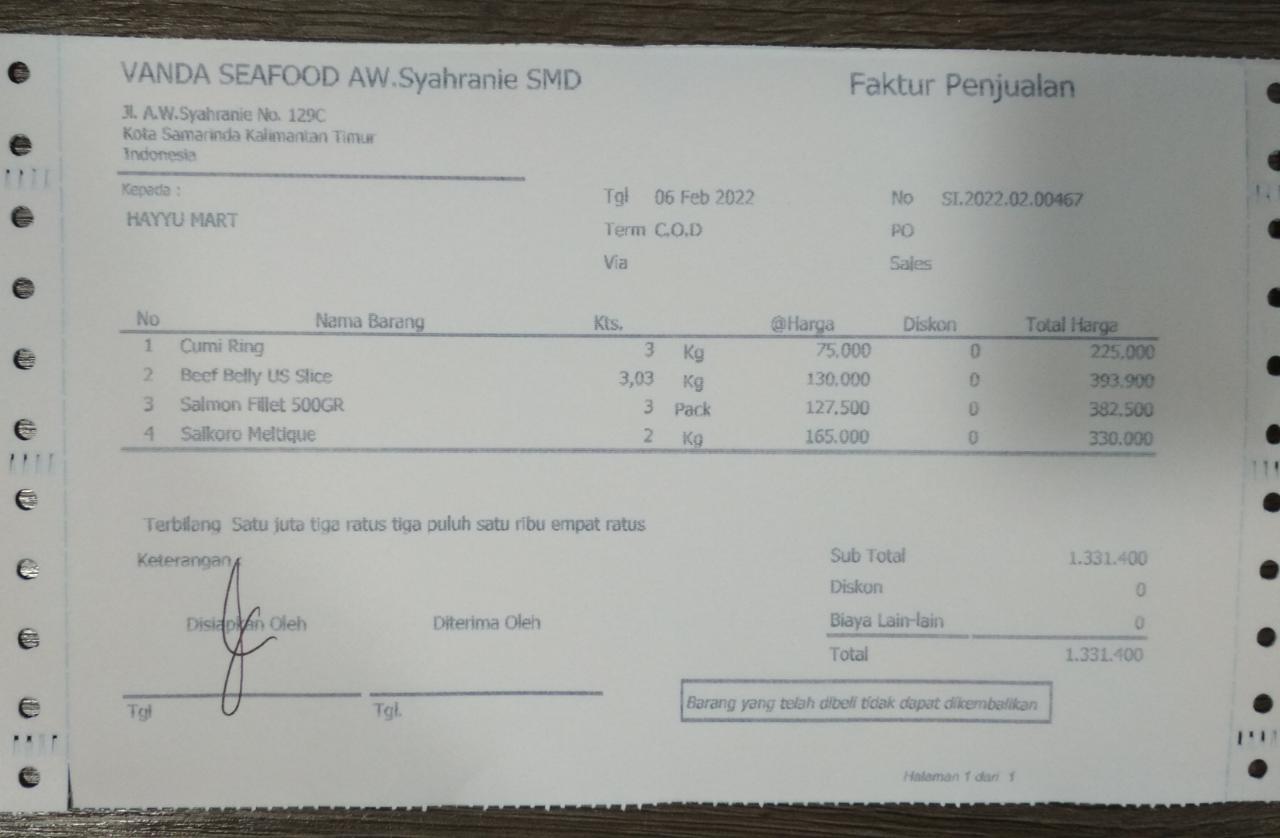 VANDA SEAFOOD AW.Syahranie SMD
Faktur Penjualan
Jl. A.W.Syahranie No. 129C
Kota Samarinda Kalimantan Timur
Indonesia
Kepada :
HAYYU MART
Tgl 06 Feb 2022 No SI.2022.02.00467
Term C.O.D PO
Via Sales
No Nama Barang Kts. @Harga Diskon Total Harga
1 Cumi Ring 3 Kg 75.000 0 225.000
2 Beef Belly US Slice 3,03 Kg 130.000 0 393.900
3 Salmon Fillet 500GR 3 Pack 127.500 0 382.500
4 Saikoro Meltique 2 Kg 165.000 0 330.000
Terbilang Satu juta tiga ratus tiga puluh satu ribu empat ratus
Keterangan
Disiapkan Oleh Diterima Oleh
Tgl Tgl.
Sub Total 1.331.400
Diskon 0
Biaya Lain-lain 0
Total 1.331.400
Barang yang telah dibeli tidak dapat dikembalikan
Halaman 1 dari 1